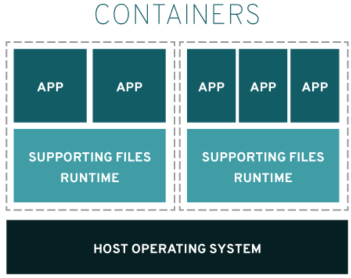 CONTAINERS
APP
APP
APP
APP
APP
SUPPORTING FILES
RUNTIME
SUPPORTING FILES
RUNTIME
HOST OPERATING SYSTEM